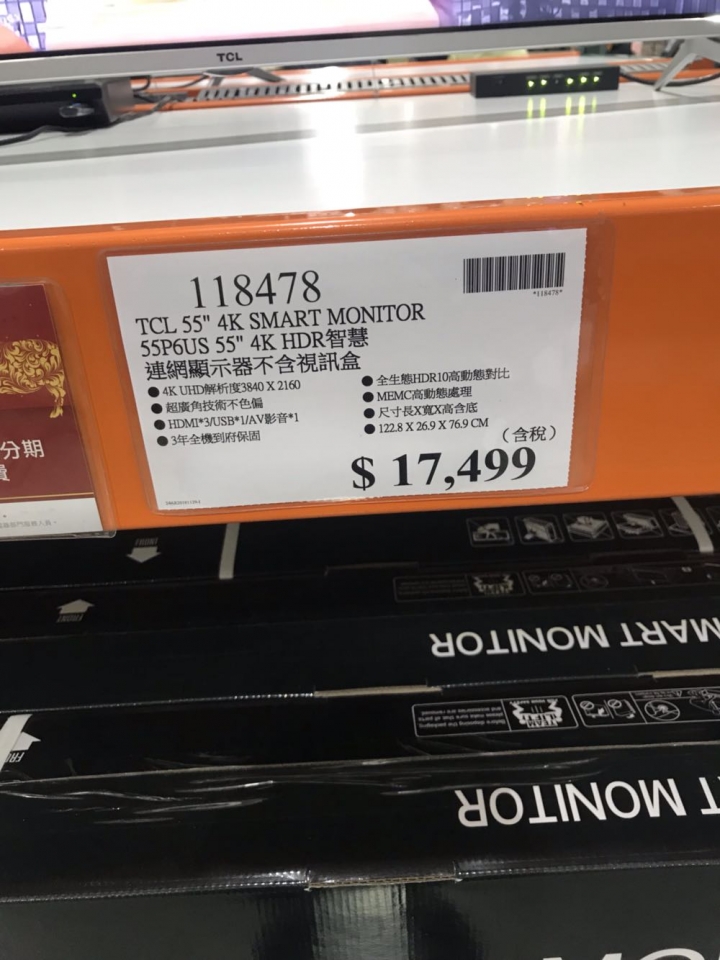 TCL
118478
*118478*
TCL 55" 4K SMART MONITOR
55P6US 55" 4K HDR智慧
連網顯示器不含視訊盒
●4K UHD解析度3840 X 2160
●超廣角技術不色偏
●HDMI*3/USB*1/AV影音*1
●3年全機到府保固
●全生態HDR10高動態對比
●MEMC高動態處理
●尺寸長X寬X高含底
●122.8 X 26.9 X 76.9 CM
(含稅)
$ 17,499
分期
費
FRONT
FRONT
MART MONITOR
T MONITOR